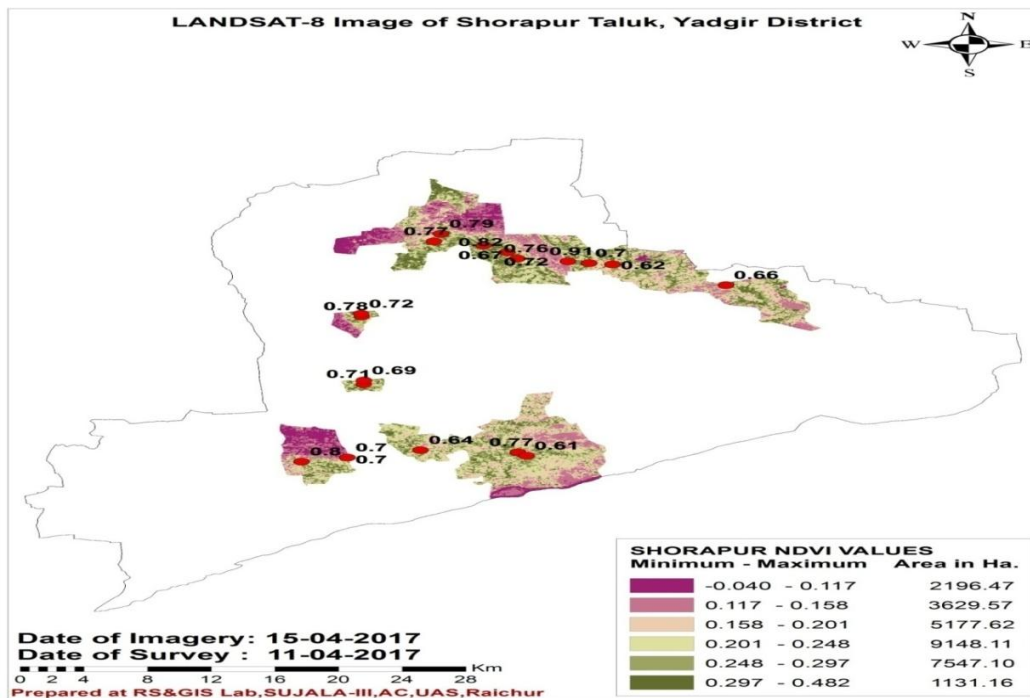 LANDSAT-8 Image of Shorapur Taluk, Yadgir District
N
W E
S
0.77 0.79
0.82
0.67 0.76
0.72 0.91 0.7
0.62
0.66
0.78 0.72
0.71 0.69
0.8 0.7
0.7
0.64
0.77 0.61
SHORAPUR NDVI VALUES
Minimum - Maximum Area in Ha.
-0.040 - 0.117 2196.47
0.117 - 0.158 3629.57
0.158 - 0.201 5177.62
0.201 - 0.248 9148.11
0.248 - 0.297 7547.10
0.297 - 0.482 1131.16
Date of Imagery: 15-04-2017
Date of Survey : 11-04-2017
Km
0 2 4 8 12 16 20 24 28
Prepared at RS&GIS Lab,SUJALA-III,AC,UAS,Raichur